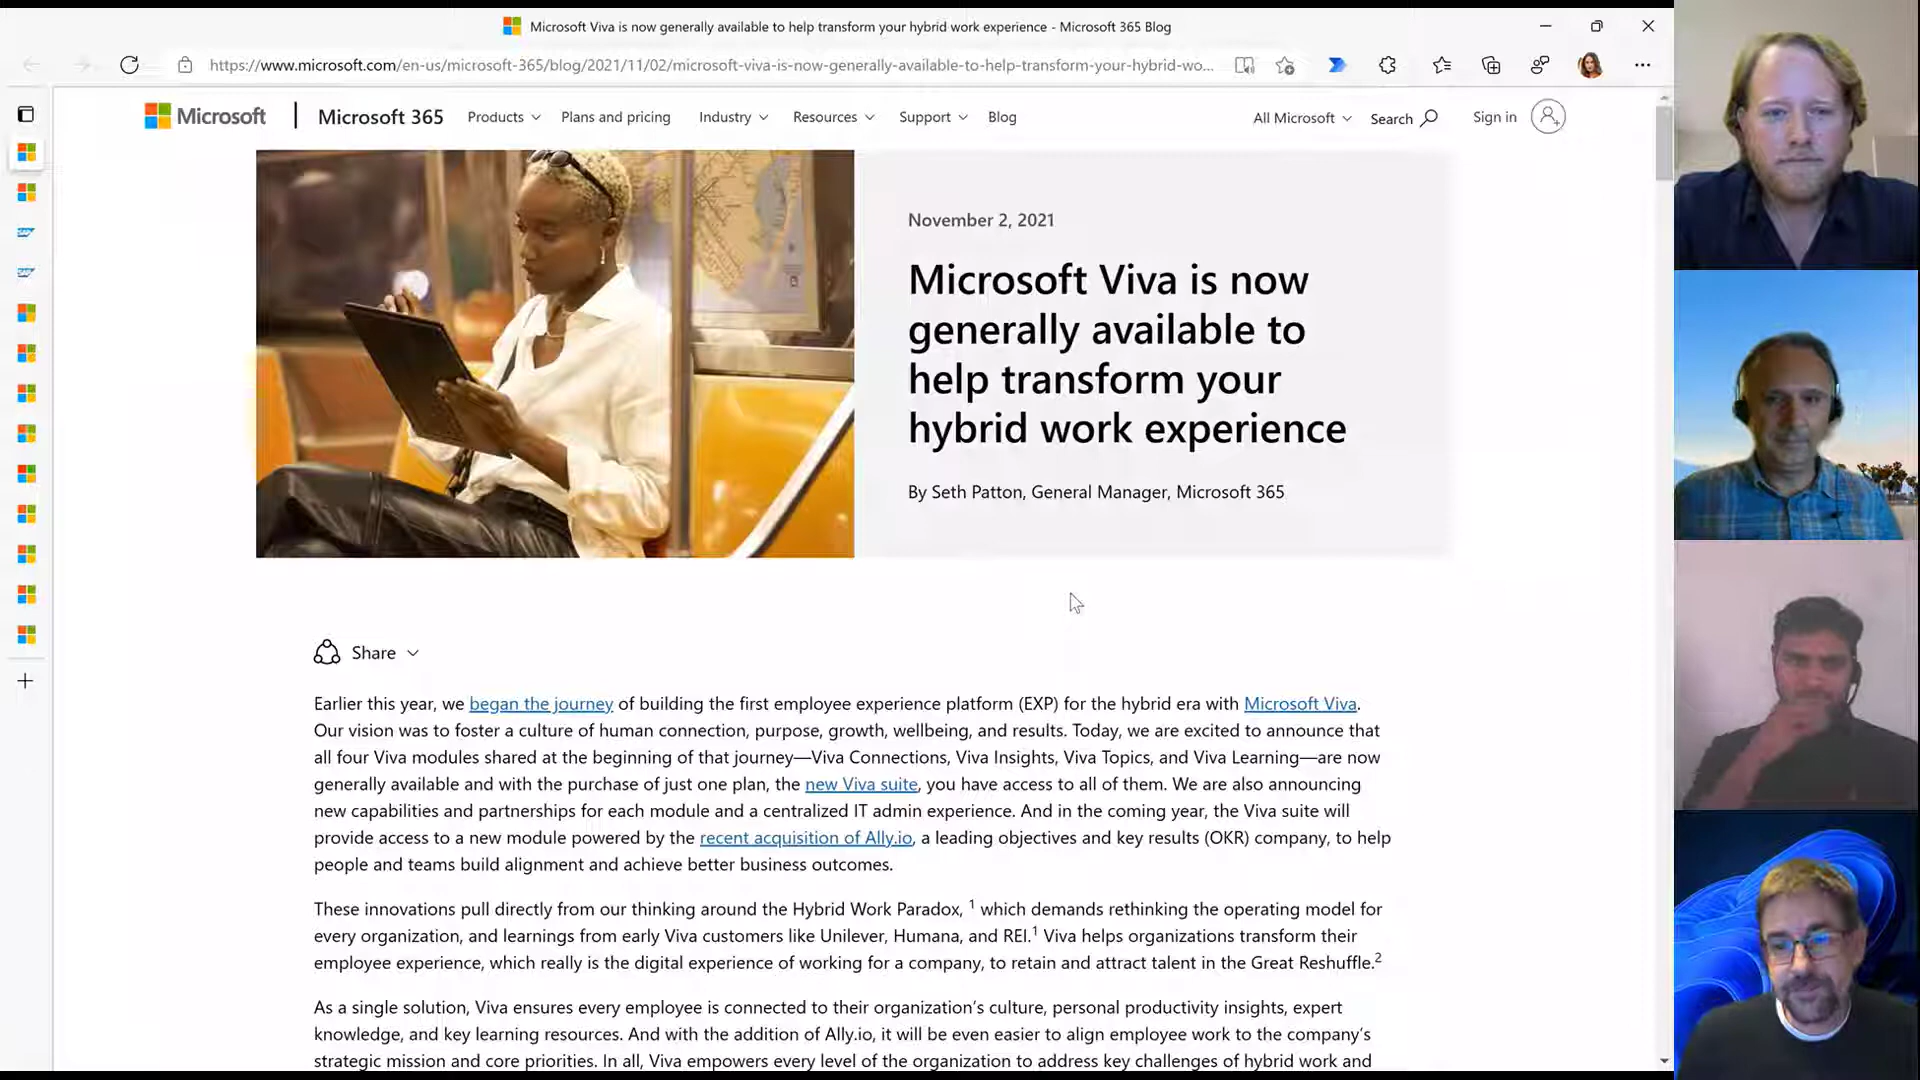 Microsoft Viva is now generally available to help transform your hybrid work experience - Microsoft 365 Blog
https://www.microsoft.com/en-us/microsoft-365/blog/2021/11/02/microsoft-viva-is-now-generally-available-to-help-transform-your-hybrid-wo...
Microsoft
Microsoft 365
Products
Plans and pricing
Industry
Resources
Support
Blog
All Microsoft
Search
Sign in
SAP
SAP
November 2, 2021
Microsoft Viva is now
generally available to
help transform your
hybrid work experience
By Seth Patton, General Manager, Microsoft 365
Share
Earlier this year, we began the journey of building the first employee experience platform (EXP) for the hybrid era with Microsoft Viva.
Our vision was to foster a culture of human connection, purpose, growth, wellbeing, and results. Today, we are excited to announce that
all four Viva modules shared at the beginning of that journey—Viva Connections, Viva Insights, Viva Topics, and Viva Learning—are now
generally available and with the purchase of just one plan, the new Viva suite, you have access to all of them. We are also announcing
new capabilities and partnerships for each module and a centralized IT admin experience. And in the coming year, the Viva suite will
provide access to a new module powered by the recent acquisition of Ally.io, a leading objectives and key results (OKR) company, to help
people and teams build alignment and achieve better business outcomes.
These innovations pull directly from our thinking around the Hybrid Work Paradox, 1 which demands rethinking the operating model for
every organization, and learnings from early Viva customers like Unilever, Humana, and REI.1 Viva helps organizations transform their
employee experience, which really is the digital experience of working for a company, to retain and attract talent in the Great Reshuffle.2
As a single solution, Viva ensures every employee is connected to their organization's culture, personal productivity insights, expert
knowledge, and key learning resources. And with the addition of Ally.io, it will be even easier to align employee work to the company's
strategic mission and core priorities. In all, Viva empowers every level of the organization to address key challenges of hybrid work and